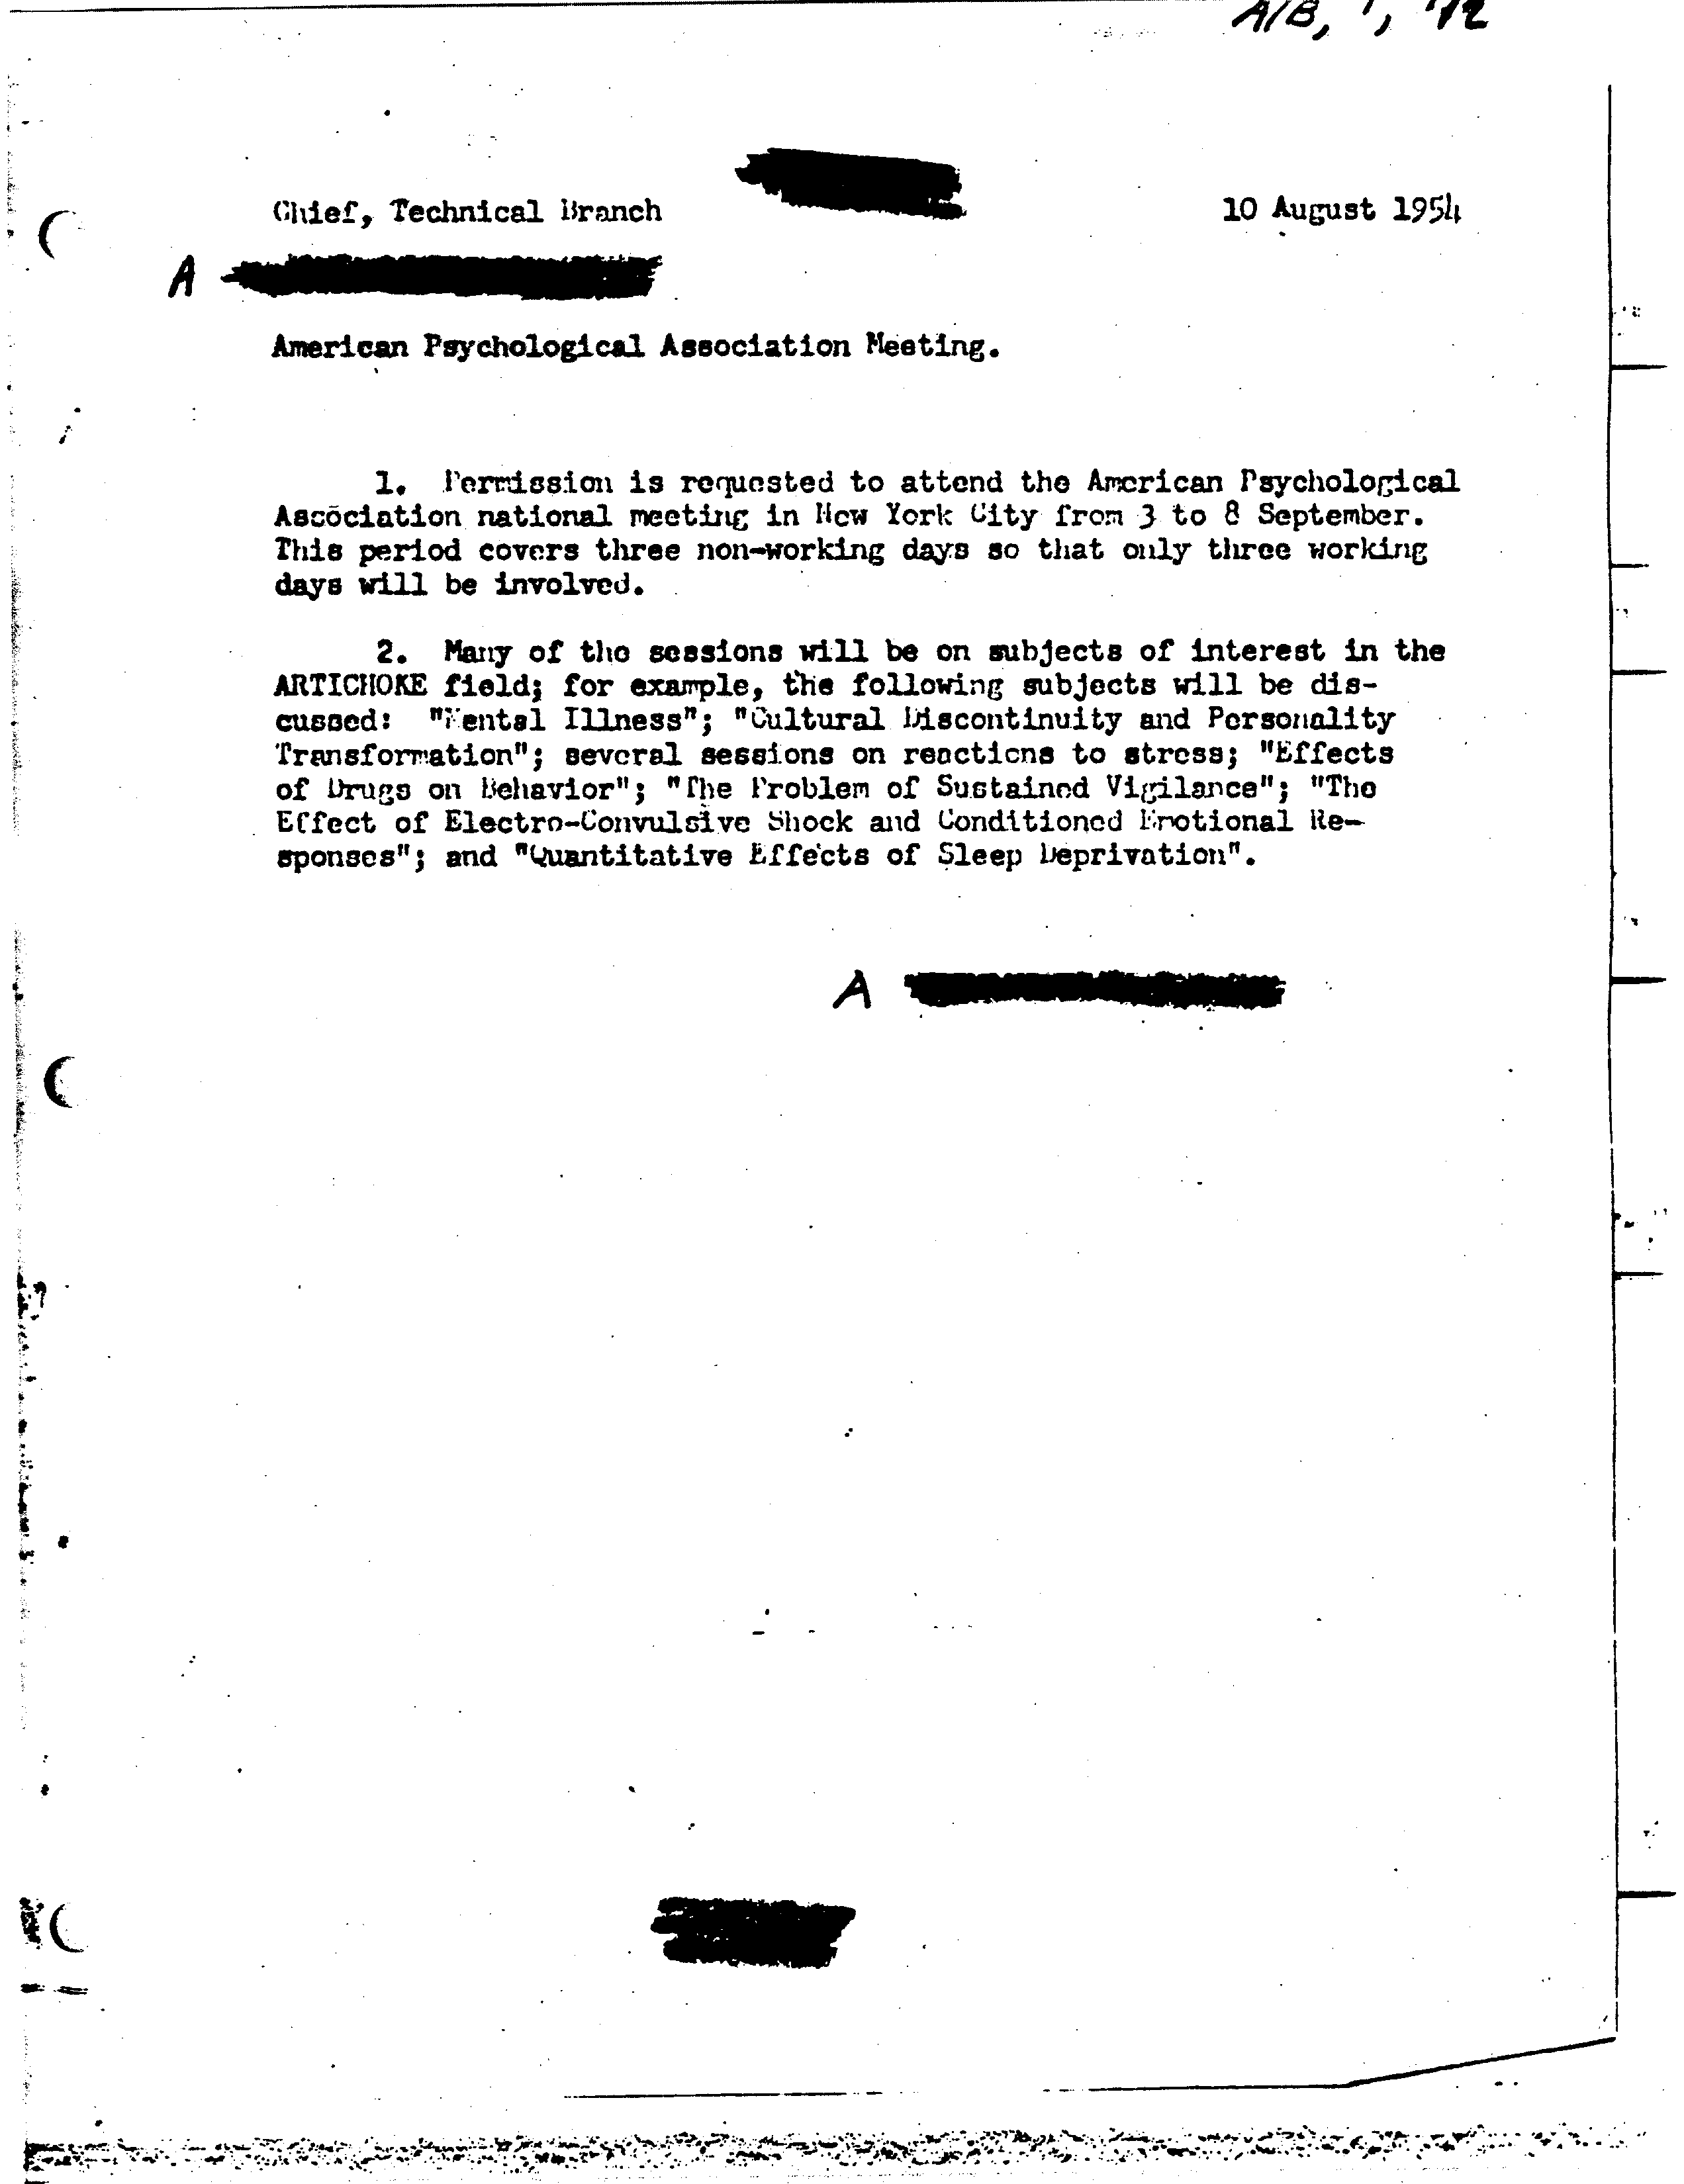 A/B, 1, 12
Chief, Technical Branch 10 August 1954
A
American Psychological Association Meeting.
1. Permission is requested to attend the American Psychological
Association national meeting in New York City from 3 to 8 September.
This period covers three non-working days so that only three working
days will be involved.
2. Many of the sessions will be on subjects of interest in the
ARTICHOKE field; for example, the following subjects will be dis-
cussed: "Mental Illness"; "Cultural Discontinuity and Personality
Transformation"; several sessions on reactions to stress; "Effects
of Drugs on Behavior"; "The Problem of Sustained Vigilance"; "The
Effect of Electro-Convulsive Shock and Conditioned Emotional Re-
sponses"; and "Quantitative Effects of Sleep Deprivation".
A